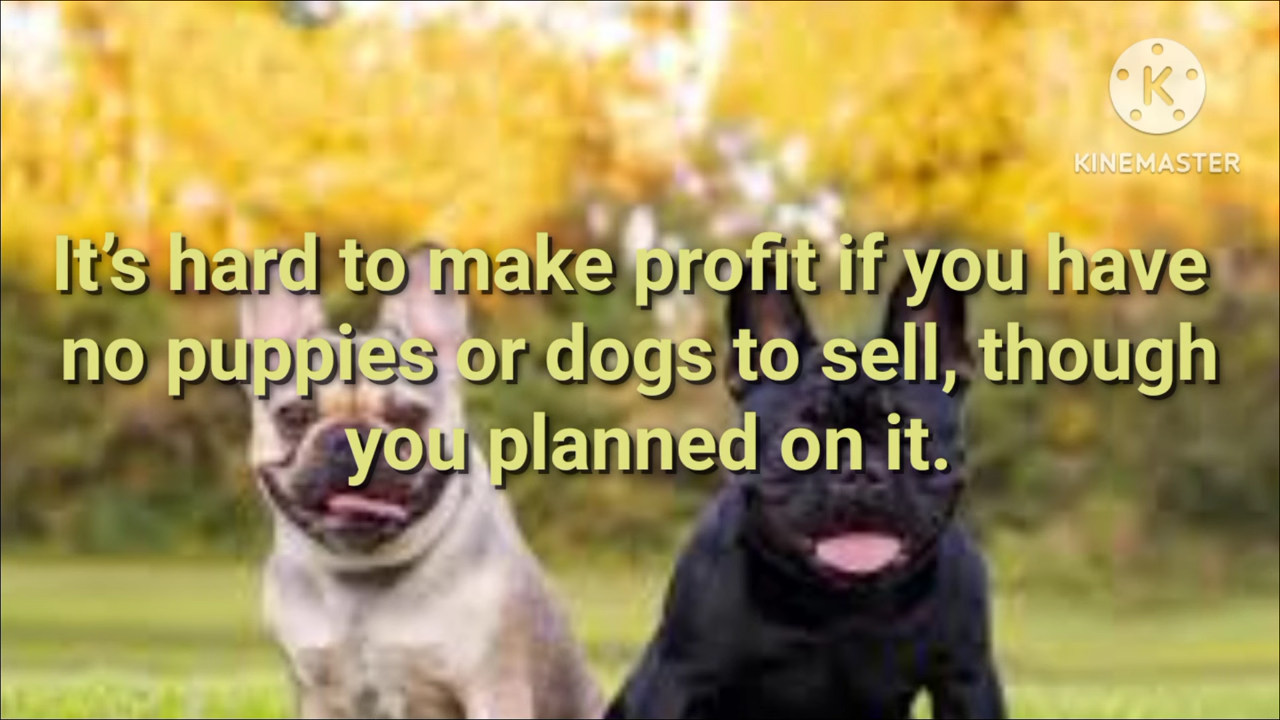 K
KINEMASTER
It’s hard to make profit if you have
no puppies or dogs to sell, though
you planned on it.